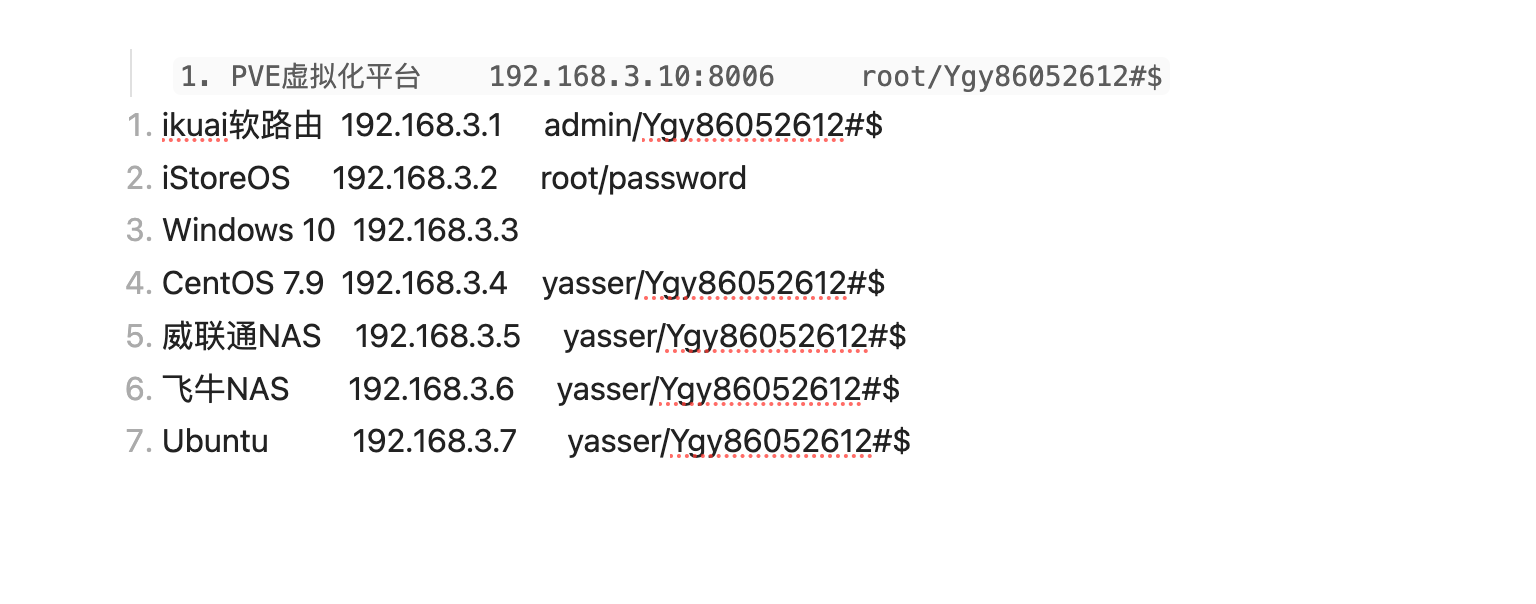 1. PVE虚拟化平台 192.168.3.10:8006 root/Ygy86052612#$
1. ikuai软路由 192.168.3.1 admin/Ygy86052612#$
2. iStoreOS 192.168.3.2 root/password
3. Windows 10 192.168.3.3
4. CentOS 7.9 192.168.3.4 yasser/Ygy86052612#$
5. 威联通NAS 192.168.3.5 yasser/Ygy86052612#$
6. 飞牛NAS 192.168.3.6 yasser/Ygy86052612#$
7. Ubuntu 192.168.3.7 yasser/Ygy86052612#$